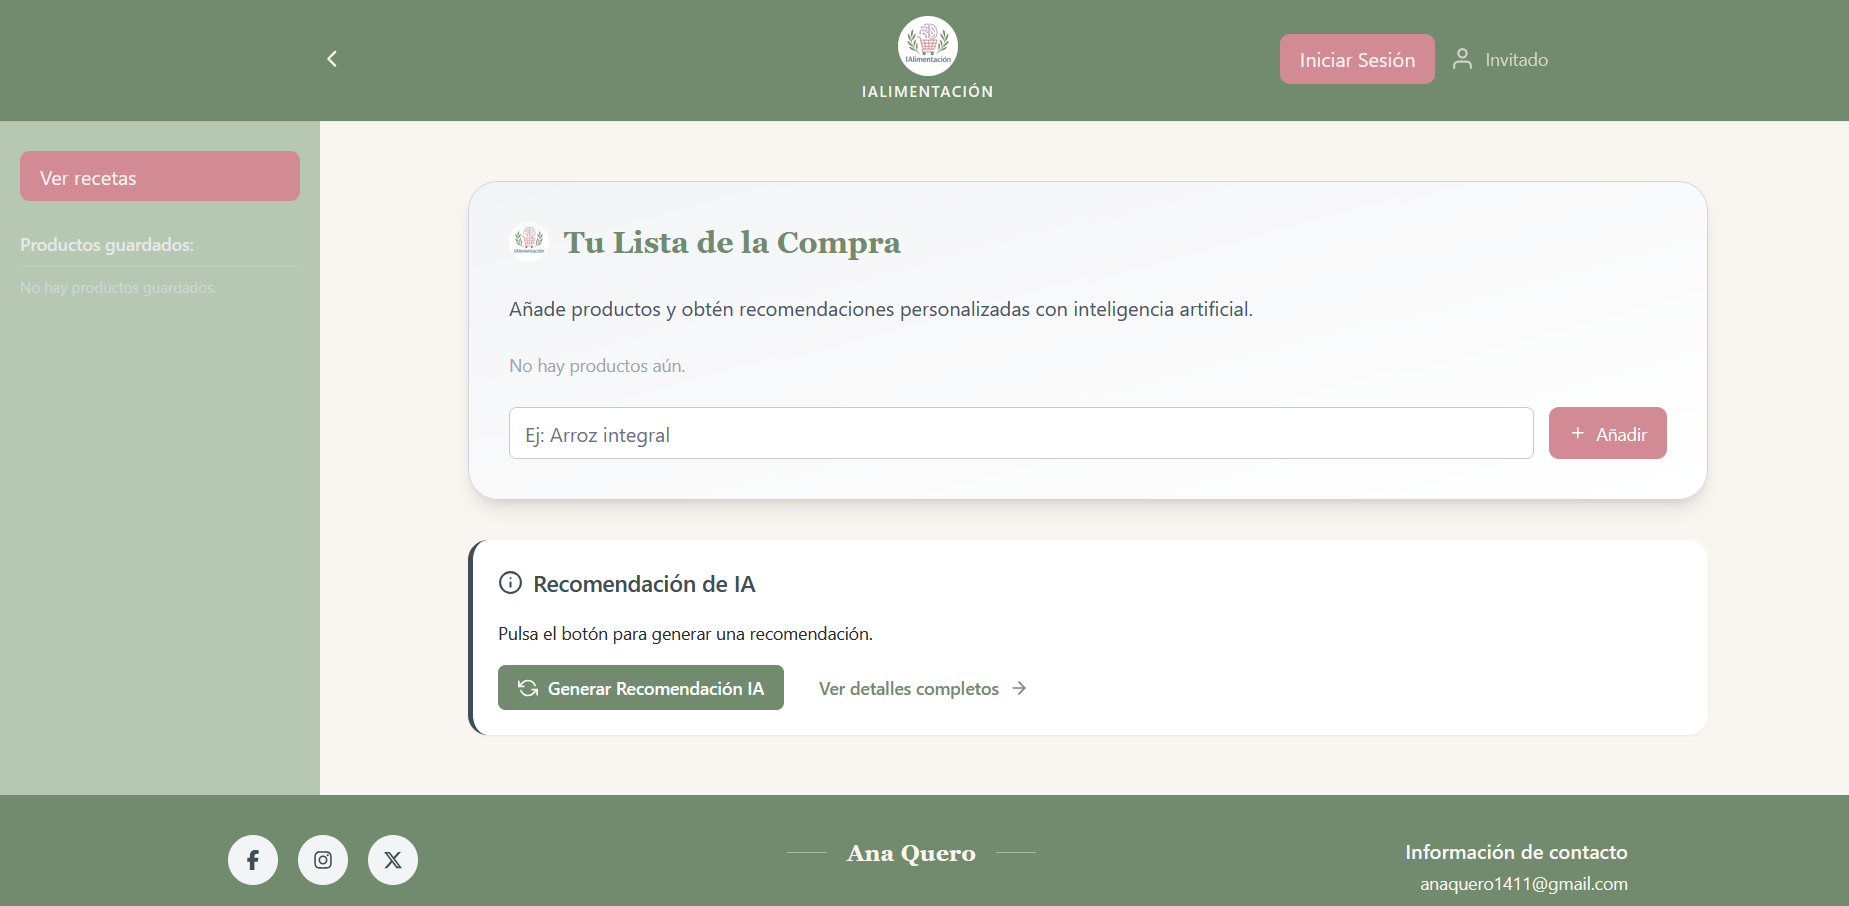 IAlimentación
IALIMENTACIÓN
Iniciar Sesión
Invitado
Ver recetas
Productos guardados:
No hay productos guardados.
IAlimentación
Tu Lista de la Compra
Añade productos y obtén recomendaciones personalizadas con inteligencia artificial.
No hay productos aún.
Ej: Arroz integral
+ Añadir
Recomendación de IA
Pulsa el botón para generar una recomendación.
Generar Recomendación IA
Ver detalles completos →
Ana Quero
Información de contacto
anaquero1411@gmail.com